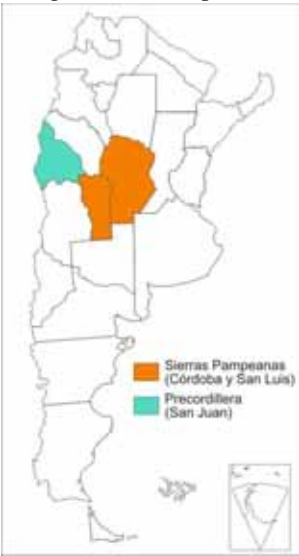 Sierras Pampeanas
(Córdoba y San Luis)
Precordillera
(San Juan)